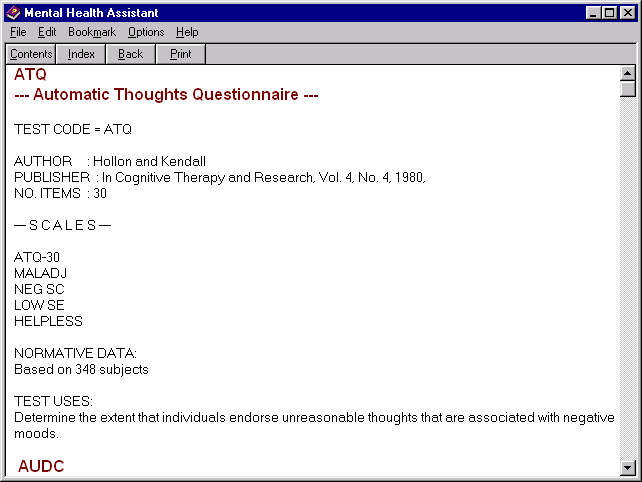 Mental Health Assistant
File Edit Bookmark Options Help
Contents Index Back Print
ATQ
--- Automatic Thoughts Questionnaire ---
TEST CODE = ATQ
AUTHOR : Hollon and Kendall
PUBLISHER : In Cognitive Therapy and Research, Vol. 4, No. 4, 1980,
NO. ITEMS : 30
--- S C A L E S ---
ATQ-30
MALADJ
NEG SC
LOW SE
HELPLESS
NORMATIVE DATA:
Based on 348 subjects
TEST USES:
Determine the extent that individuals endorse unreasonable thoughts that are associated with negative
moods.
AUDC